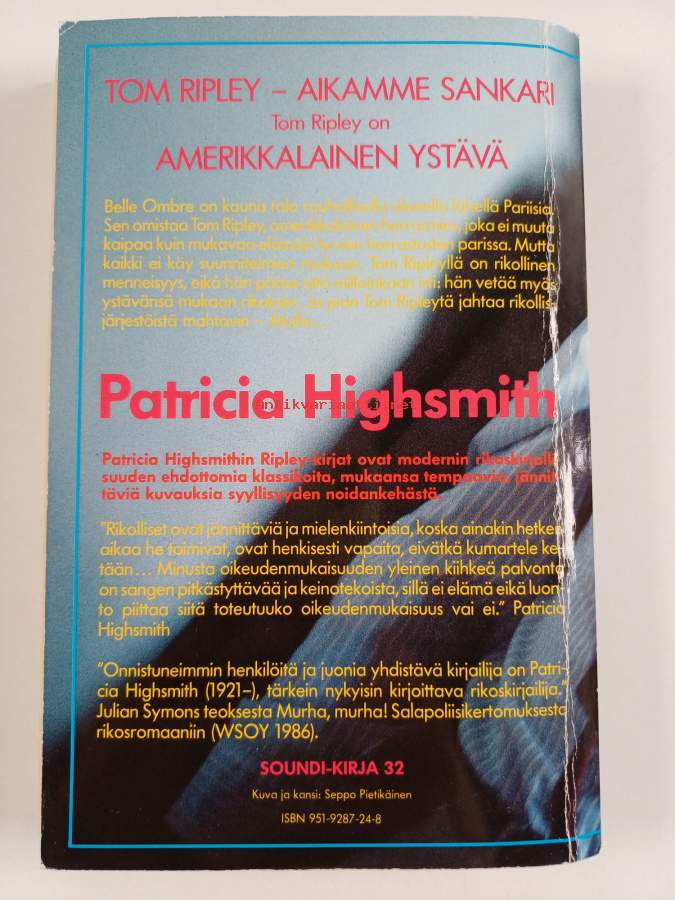 TOM RIPLEY – AIKAMME SANKARI
Tom Ripley on
AMERIKKALAINEN YSTÄVÄ
Belle Ombre on kaunis talo rauhallisella alueella lähellä Pariisia.
Sen omistaa Tom Ripley, amerikkalainen herrasmies, joka ei muuta
kaipaa kuin mukavaa elämää hyvien harrastusten parissa. Mutta
kaikki ei käy suunnitelmien mukaan. Tom Ripleyllä on rikollinen
menneisyys, eikä hän pääse siitä milloinkaan irti: hän vetää myös
ystävänsä mukaan rikoksiin. Ja pian Tom Ripleytä jahtaa rikollis-
järjestöistä mahtavin – Mafia...
Patricia Highsmith
antikvariaatti.net
Patricia Highsmithin Ripley-kirjat ovat modernin rikoskirjalli-
suuden ehdottomia klassikoita, mukaansa tempaavia, jännit-
täviä kuvauksia syyllisyyden noidankehästä.
"Rikolliset ovat jännittäviä ja mielenkiintoisia, koska ainakin hetken
aikaa he toimivat, ovat henkisesti vapaita, eivätkä kumartele ke-
tään... Minusta oikeudenmukaisuuden yleinen kiihkeä palvonta
on sangen pitkästyttävää ja keinotekoista, sillä ei elämä eikä luon-
to piittaa siitä toteutuuko oikeudenmukaisuus vai ei." Patricia
Highsmith
"Onnistuneimmin henkilöitä ja juonia yhdistävä kirjailija on Patri-
cia Highsmith (1921–), tärkein nykyisin kirjoittava rikoskirjailija."
Julian Symons teoksesta Murha, murha! Salapoliisikertomuksesta
rikosromaaniin (WSOY 1986).
SOUNDI-KIRJA 32
Kuva ja kansi: Seppo Pietikäinen
ISBN 951-9287-24-8